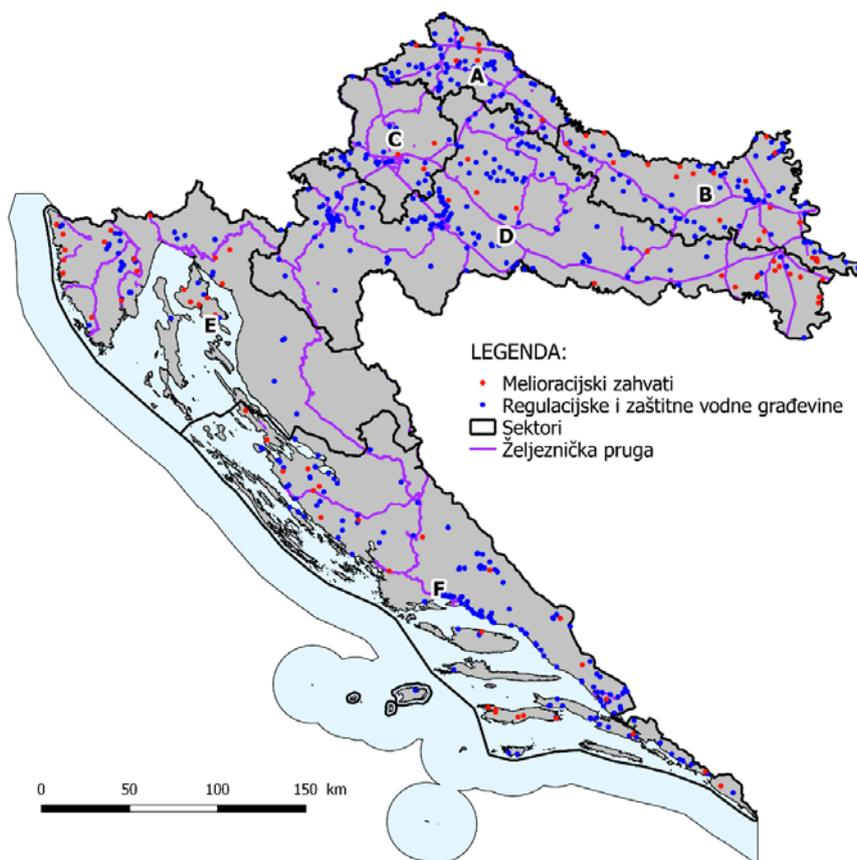 A
C
B
D
E
LEGENDA:
Melioracijski zahvati
Regulacijske i zaštitne vodne građevine
Sektori
Željeznička pruga
F
0 50 100 150 km